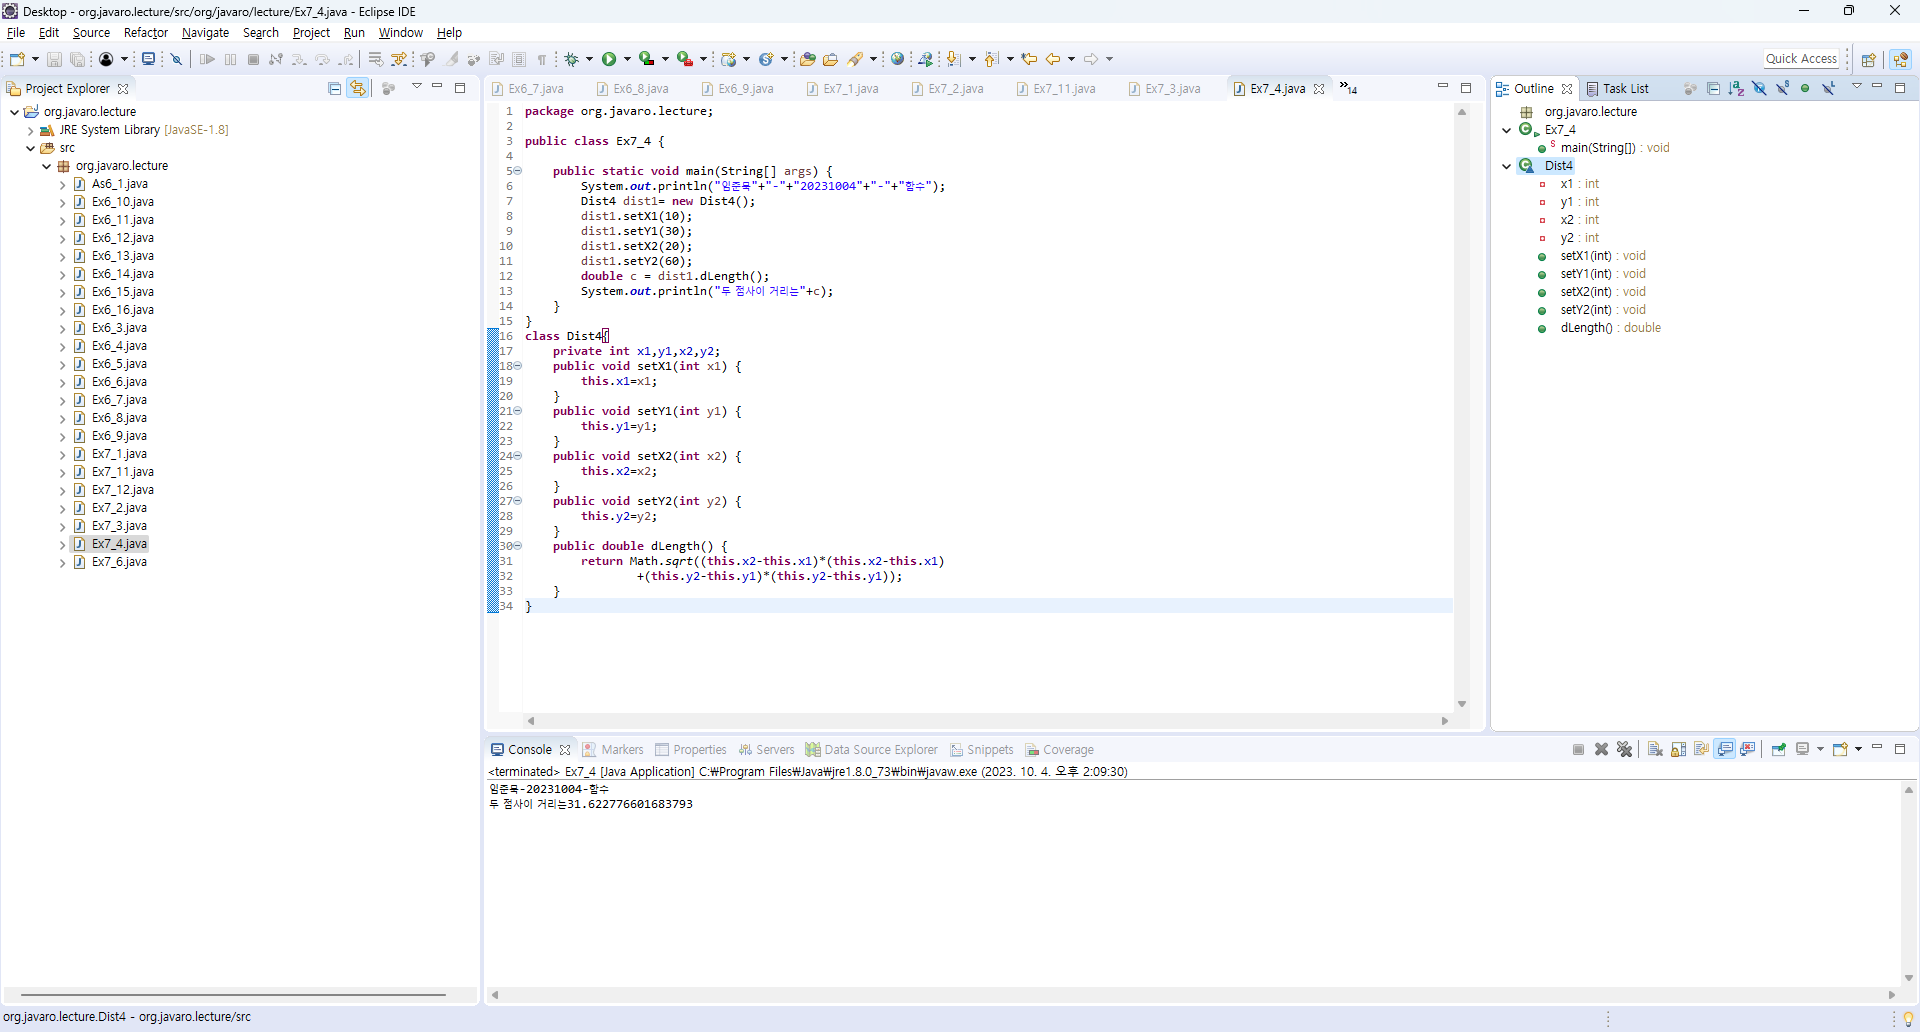 Desktop - org.javaro.lecture/src/org/javaro/lecture/Ex7_4.java - Eclipse IDE
File Edit Source Refactor Navigate Search Project Run Window Help
Quick Access
Project Explorer
org.javaro.lecture
JRE System Library [JavaSE-1.8]
src
org.javaro.lecture
As6_1.java
Ex6_10.java
Ex6_11.java
Ex6_12.java
Ex6_13.java
Ex6_14.java
Ex6_15.java
Ex6_16.java
Ex6_3.java
Ex6_4.java
Ex6_5.java
Ex6_6.java
Ex6_7.java
Ex6_8.java
Ex6_9.java
Ex7_1.java
Ex7_11.java
Ex7_12.java
Ex7_2.java
Ex7_3.java
Ex7_4.java
Ex7_6.java
Ex6_7.java Ex6_8.java Ex6_9.java Ex7_1.java Ex7_2.java Ex7_11.java Ex7_3.java Ex7_4.java »14
1 package org.javaro.lecture;
2
3 public class Ex7_4 {
4
5 public static void main(String[] args) {
6 System.out.println("임준묵"+"-"+"20231004"+"-"+"함수");
7 Dist4 dist1= new Dist4();
8 dist1.setX1(10);
9 dist1.setY1(30);
10 dist1.setX2(20);
11 dist1.setY2(60);
12 double c = dist1.dLength();
13 System.out.println("두 점사이 거리는"+c);
14 }
15 }
16 class Dist4{
17 private int x1,y1,x2,y2;
18 public void setX1(int x1) {
19 this.x1=x1;
20 }
21 public void setY1(int y1) {
22 this.y1=y1;
23 }
24 public void setX2(int x2) {
25 this.x2=x2;
26 }
27 public void setY2(int y2) {
28 this.y2=y2;
29 }
30 public double dLength() {
31 return Math.sqrt((this.x2-this.x1)*(this.x2-this.x1)
32 +(this.y2-this.y1)*(this.y2-this.y1));
33 }
34 }
Outline Task List
org.javaro.lecture
Ex7_4
main(String[]) : void
Dist4
x1 : int
y1 : int
x2 : int
y2 : int
setX1(int) : void
setY1(int) : void
setX2(int) : void
setY2(int) : void
dLength() : double
Console Markers Properties Servers Data Source Explorer Snippets Coverage
<terminated> Ex7_4 [Java Application] C:₩Program Files₩Java₩jre1.8.0_73₩bin₩javaw.exe (2023. 10. 4. 오후 2:09:30)
임준묵-20231004-함수
두 점사이 거리는31.622776601683793
org.javaro.lecture.Dist4 - org.javaro.lecture/src